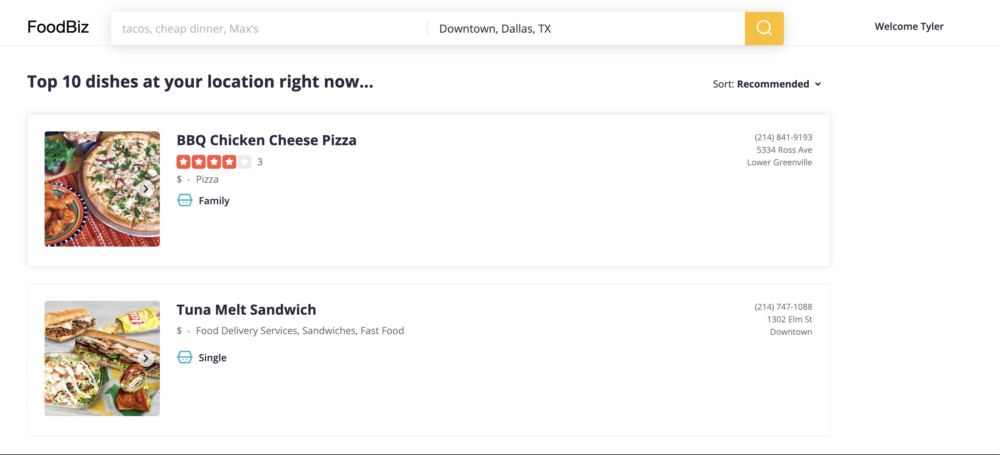 FoodBiz
tacos, cheap dinner, Max’s
Downtown, Dallas, TX
Welcome Tyler
Top 10 dishes at your location right now...
Sort: Recommended
BBQ Chicken Cheese Pizza
3
$ · Pizza
Family
(214) 841-9193
5334 Ross Ave
Lower Greenville
Tuna Melt Sandwich
$ · Food Delivery Services, Sandwiches, Fast Food
Single
(214) 747-1088
1302 Elm St
Downtown